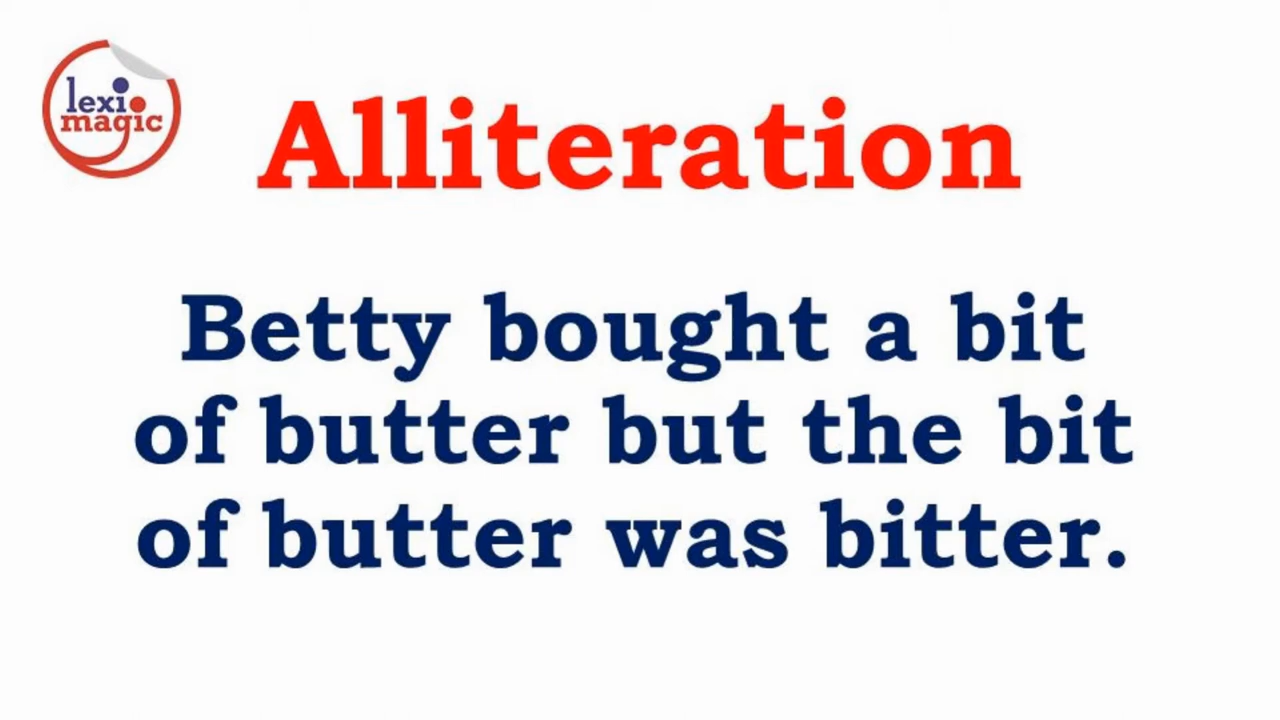 lexi
magic
Alliteration
Betty bought a bit
of butter but the bit
of butter was bitter.